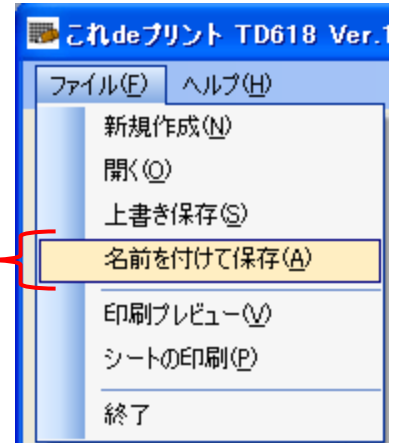 これdeプリント TD618 Ver.1
ファイル(F) ヘルプ(H)
新規作成(N)
開く(O)
上書き保存(S)
名前を付けて保存(A)
印刷プレビュー(V)
シートの印刷(P)
終了